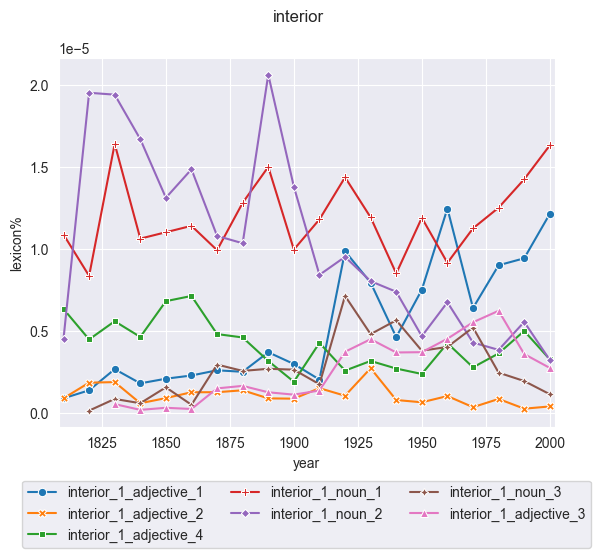 interior
1e−5
2.0
1.5
1.0
0.5
0.0
lexicon%
1825 1850 1875 1900 1925 1950 1975 2000
year
interior_1_adjective_1 interior_1_noun_1 interior_1_noun_3
interior_1_adjective_2 interior_1_noun_2 interior_1_adjective_3
interior_1_adjective_4